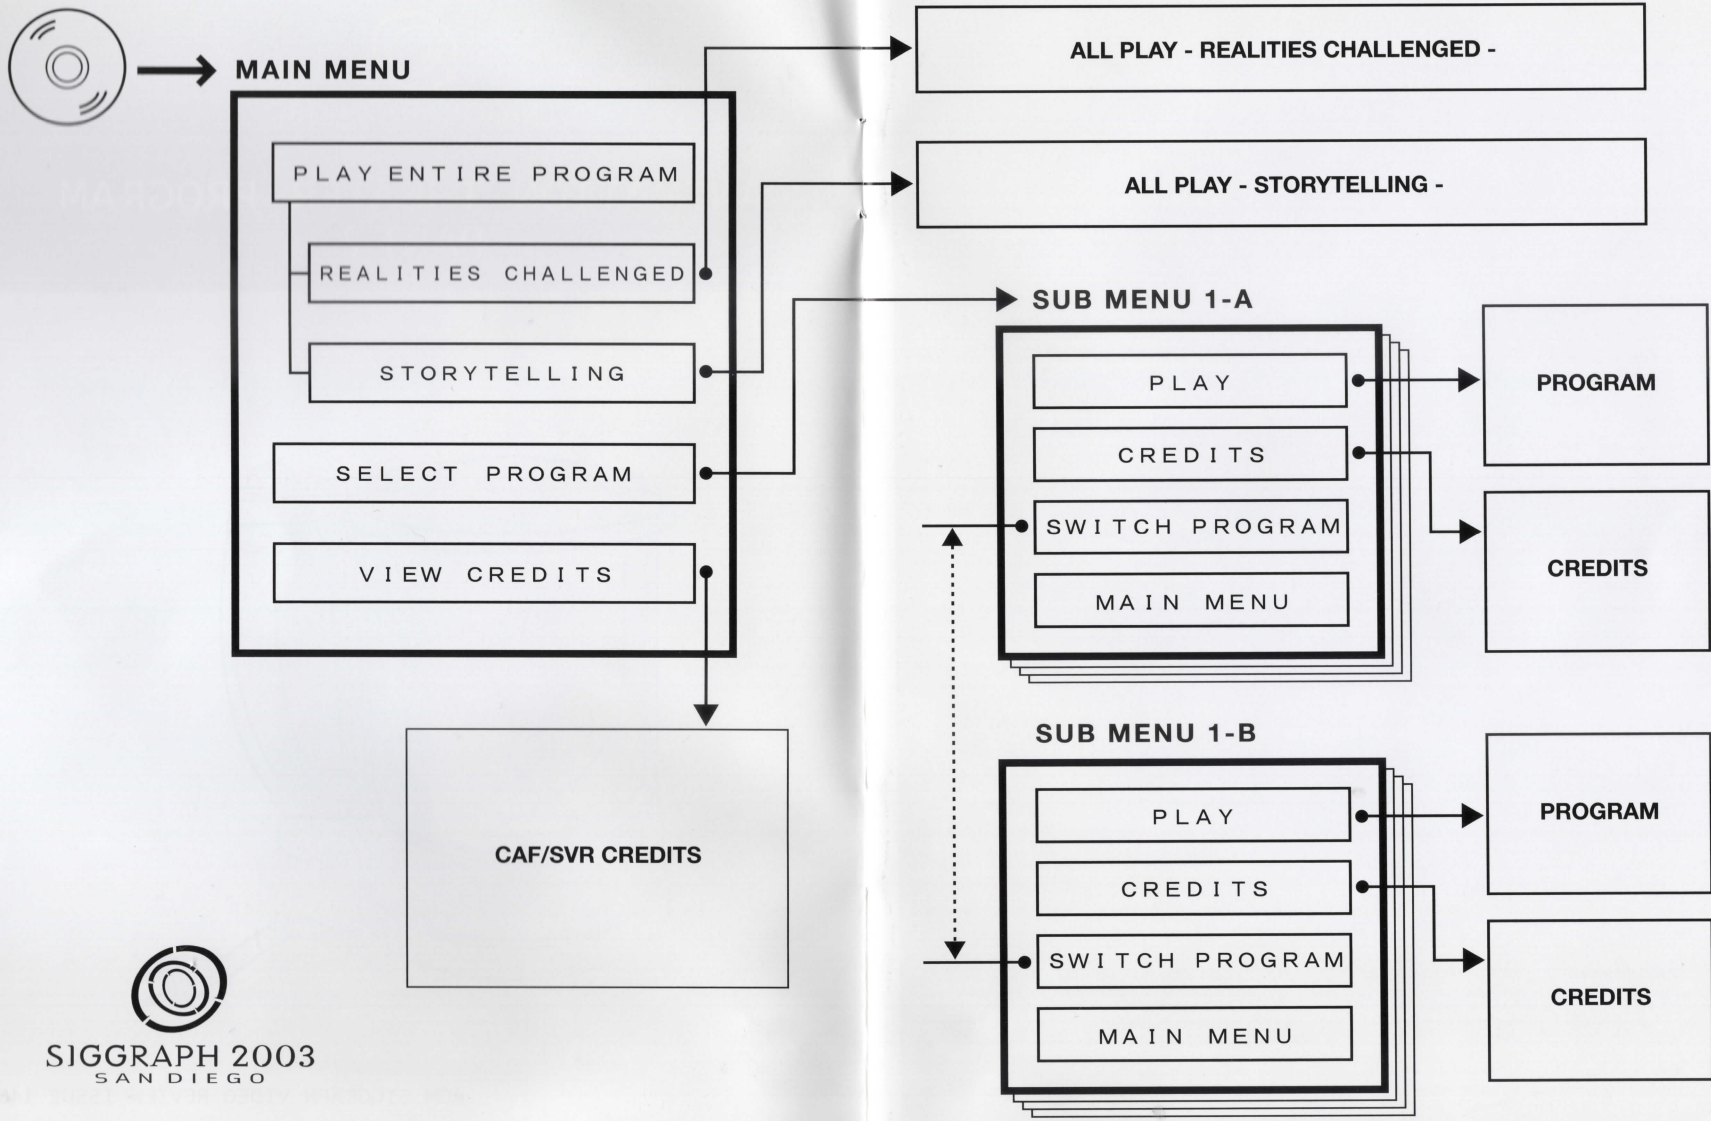 MAIN MENU
PLAY ENTIRE PROGRAM
REALITIES CHALLENGED
STORYTELLING
SELECT PROGRAM
VIEW CREDITS
CAF/SVR CREDITS
SIGGRAPH 2003
SAN DIEGO
ALL PLAY - REALITIES CHALLENGED -
ALL PLAY - STORYTELLING -
SUB MENU 1-A
PLAY
CREDITS
SWITCH PROGRAM
MAIN MENU
PROGRAM
CREDITS
SUB MENU 1-B
PLAY
CREDITS
SWITCH PROGRAM
MAIN MENU
PROGRAM
CREDITS